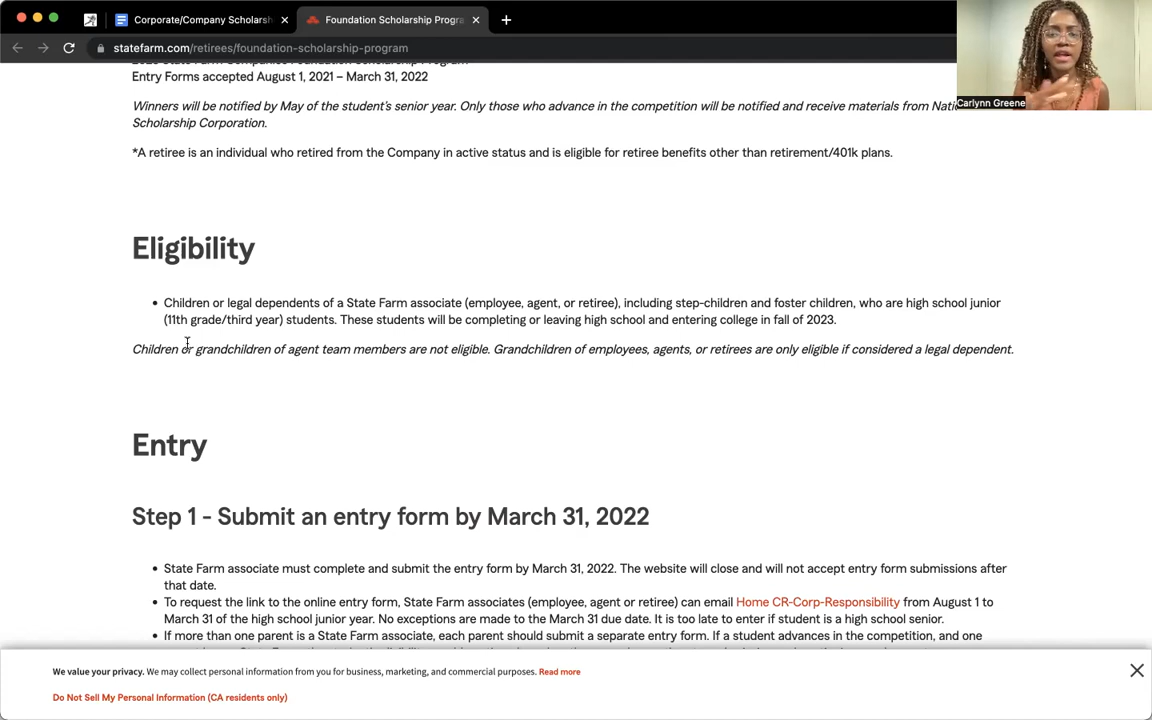 Corporate/Company Scholarsh
Foundation Scholarship Progra
statefarm.com/retirees/foundation-scholarship-program
Carlynn Greene
Entry Forms accepted August 1, 2021 – March 31, 2022
Winners will be notified by May of the student's senior year. Only those who advance in the competition will be notified and receive materials from Nati
Scholarship Corporation.
*A retiree is an individual who retired from the Company in active status and is eligible for retiree benefits other than retirement/401k plans.
Eligibility
• Children or legal dependents of a State Farm associate (employee, agent, or retiree), including step-children and foster children, who are high school junior
(11th grade/third year) students. These students will be completing or leaving high school and entering college in fall of 2023.
Children or grandchildren of agent team members are not eligible. Grandchildren of employees, agents, or retirees are only eligible if considered a legal dependent.
Entry
Step 1 - Submit an entry form by March 31, 2022
• State Farm associate must complete and submit the entry form by March 31, 2022. The website will close and will not accept entry form submissions after
that date.
• To request the link to the online entry form, State Farm associates (employee, agent or retiree) can email Home CR-Corp-Responsibility from August 1 to
March 31 of the high school junior year. No exceptions are made to the March 31 due date. It is too late to enter if student is a high school senior.
• If more than one parent is a State Farm associate, each parent should submit a separate entry form. If a student advances in the competition, and one
We value your privacy. We may collect personal information from you for business, marketing, and commercial purposes. Read more
Do Not Sell My Personal Information (CA residents only)